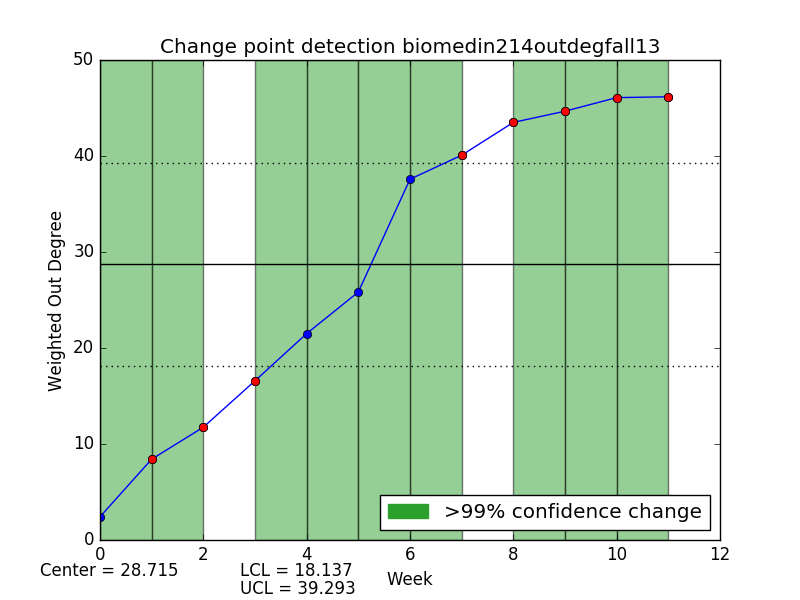 Change point detection biomedin214outdegfall13
50
40
30
20
10
0
Weighted Out Degree
>99% confidence change
0 2 4 6 8 10 12
Center = 28.715
LCL = 18.137
UCL = 39.293
Week